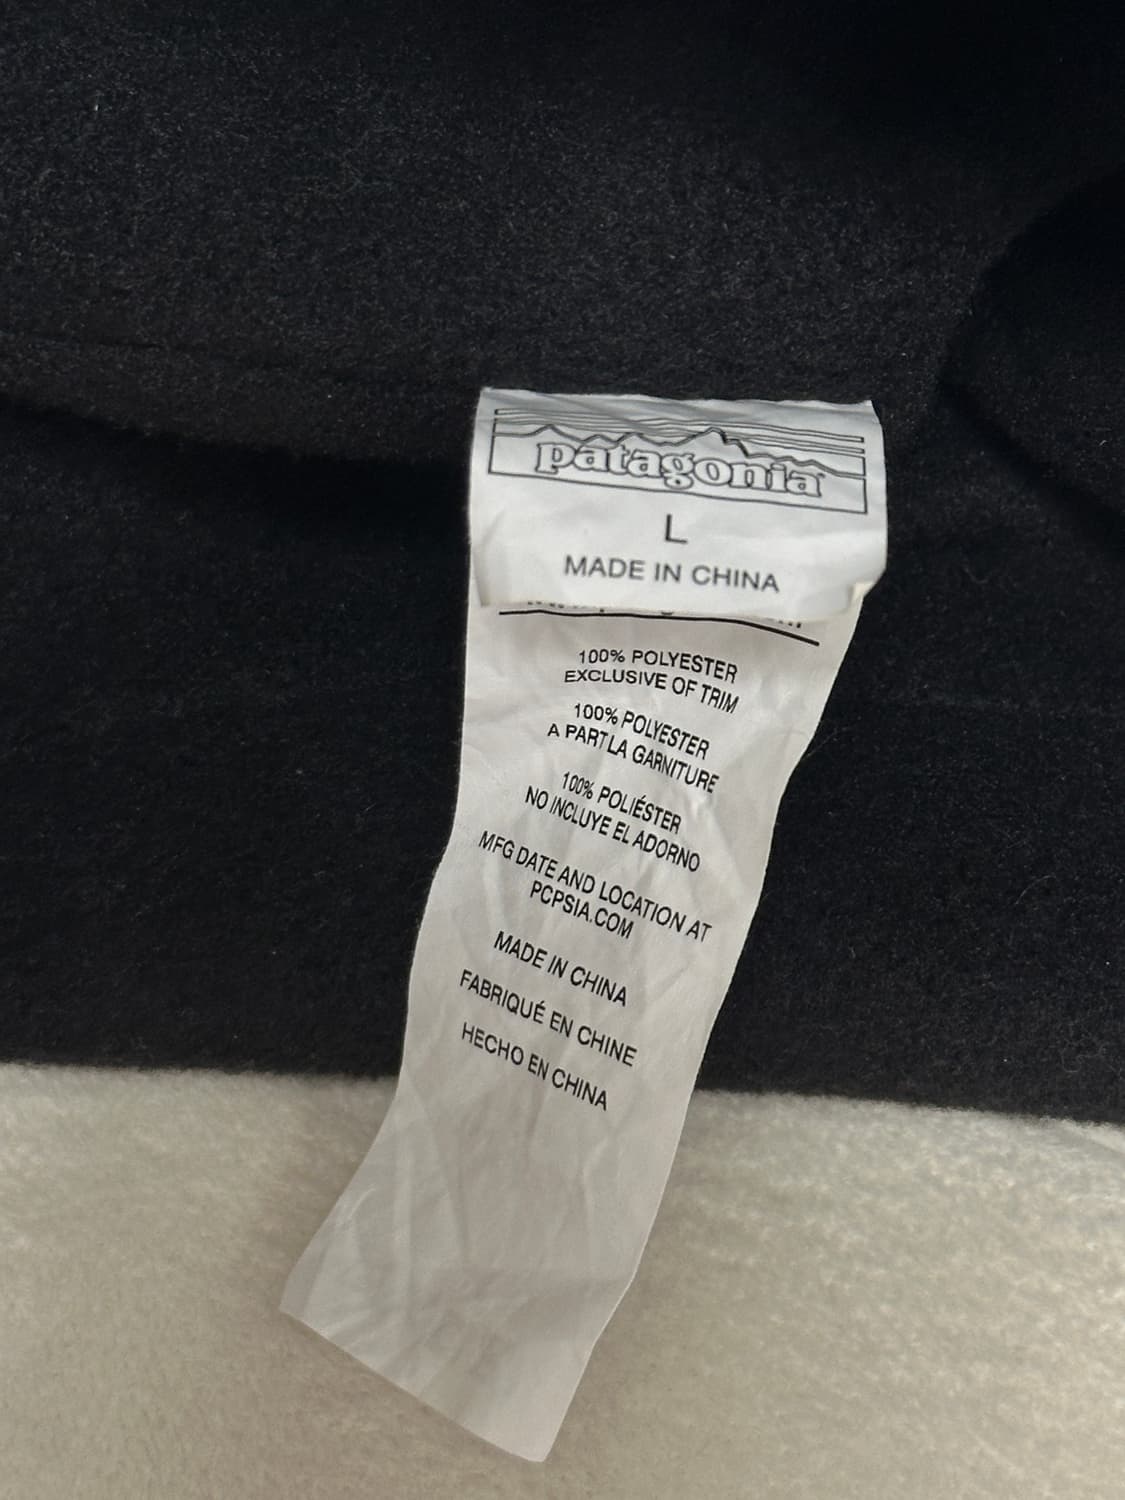 patagonia
L
MADE IN CHINA
100% POLYESTER
EXCLUSIVE OF TRIM
100% POLYESTER
A PART LA GARNITURE
100% POLIÉSTER
NO INCLUYE EL ADORNO
MFG DATE AND LOCATION AT
PCPSIA.COM
MADE IN CHINA
FABRIQUÉ EN CHINE
HECHO EN CHINA